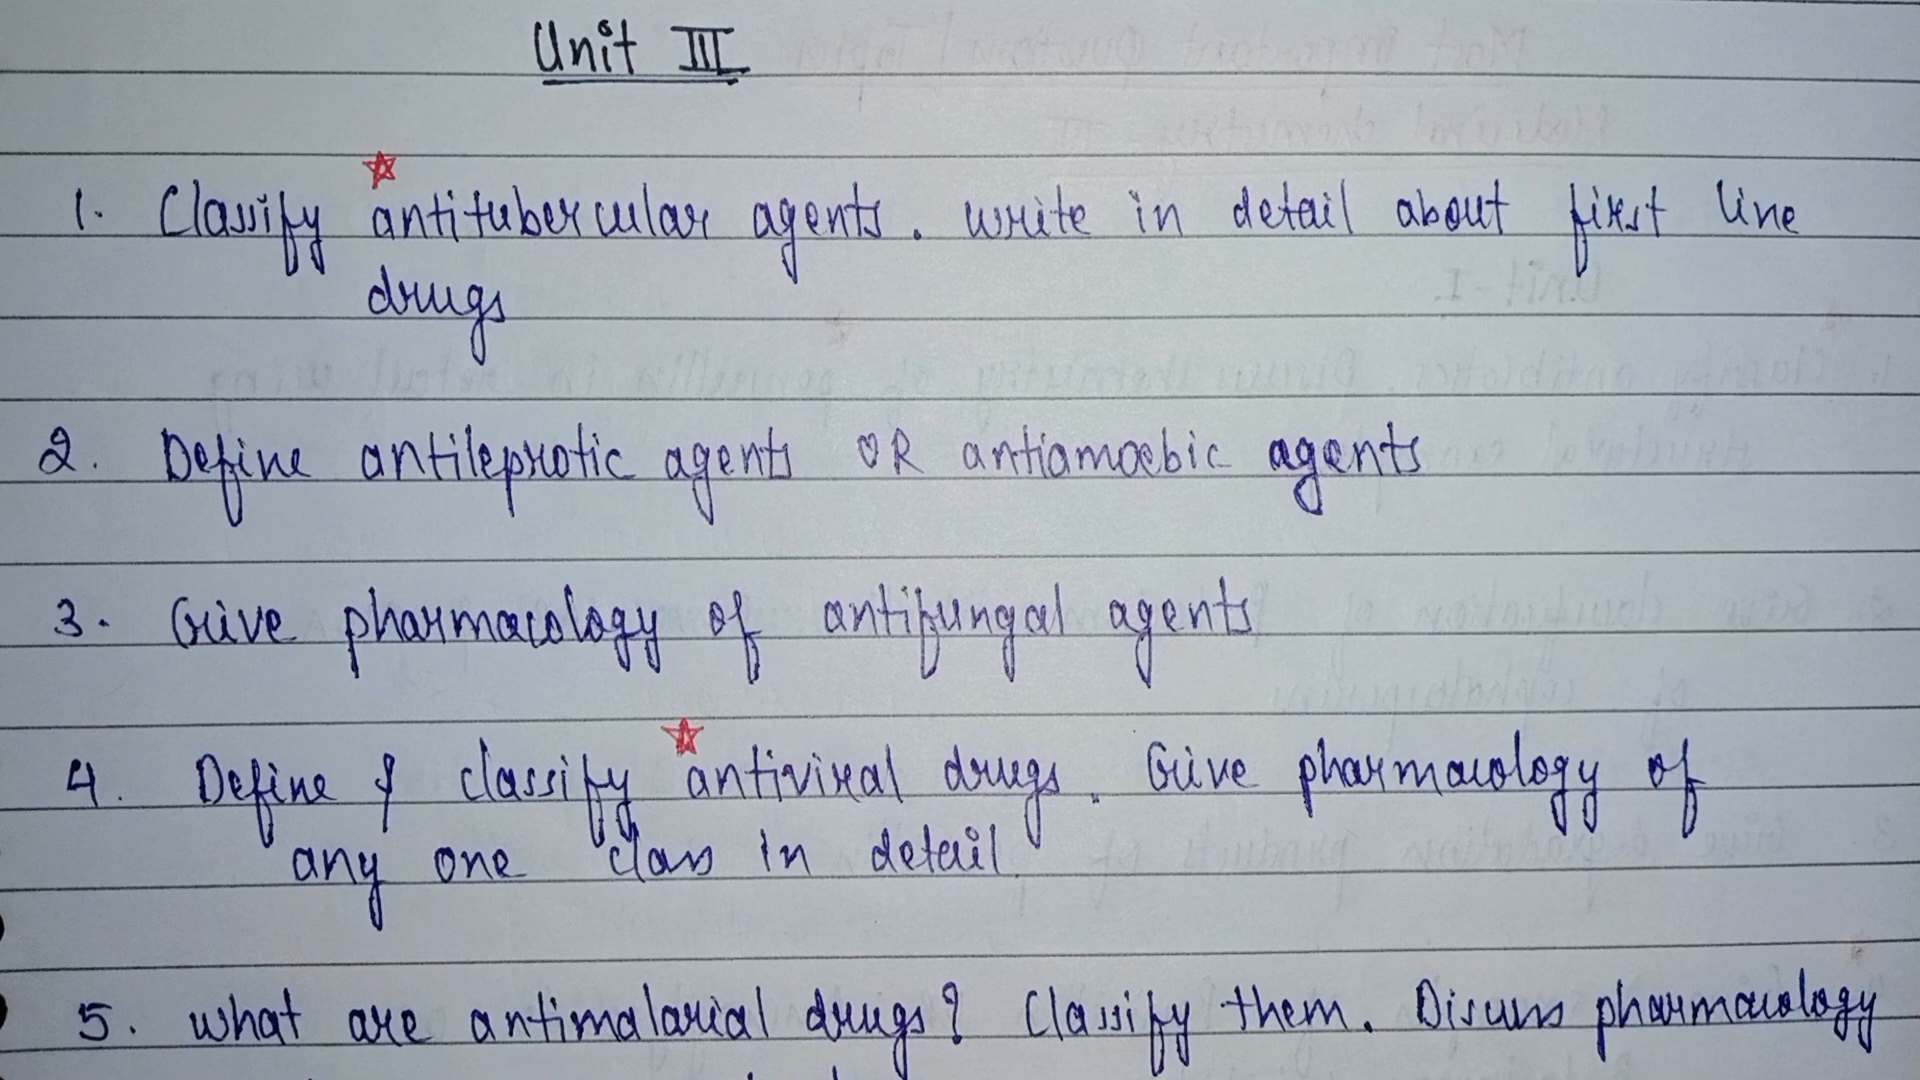 Unit III
1. Classify antitubercular agents. Write in detail about first line
drugs
2. Define antileprotic agents OR antiamoebic agents
3. Give pharmacology of antifungal agents
4. Define & classify antiviral drugs. Give pharmacology of
any one class in detail
5. What are antimalarial drugs? Classify them. Discuss pharmacology